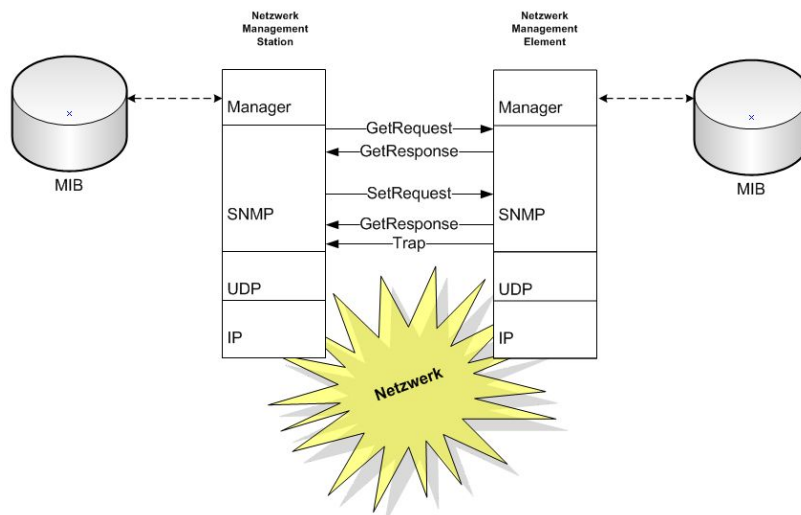 Netzwerk
Management
Station
Netzwerk
Management
Element
Manager
Manager
GetRequest
GetResponse
MIB
MIB
SetRequest
SNMP
SNMP
GetResponse
Trap
UDP
UDP
IP
IP
Netzwerk